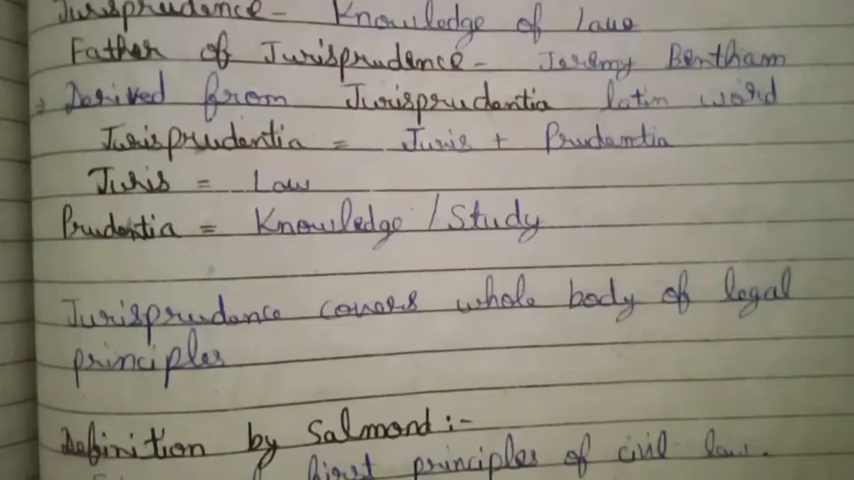 Jurisprudence - Knowledge of Law
Father of Jurisprudence - Jeremy Bentham
→ Derived from Jurisprudentia latin word
Jurisprudentia = Juris + Prudentia
Juris = Law
Prudentia = Knowledge / Study
Jurisprudence covers whole body of legal
principles
Definition by Salmond :-
first principles of civil law.